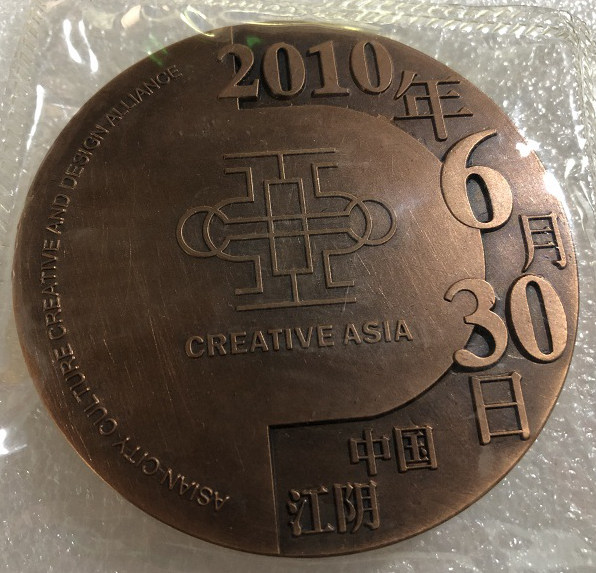 2010年6月30日
CREATIVE ASIA
中国
江阴
ASIAN CITY CULTURE CREATIVE AND DESIGN ALLIANCE